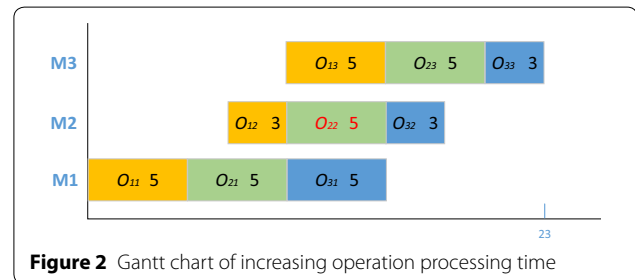 M3 O13 5 O23 5 O33 3
M2 O12 3 O22 5 O32 3
M1 O11 5 O21 5 O31 5
23
Figure 2 Gantt chart of increasing operation processing time